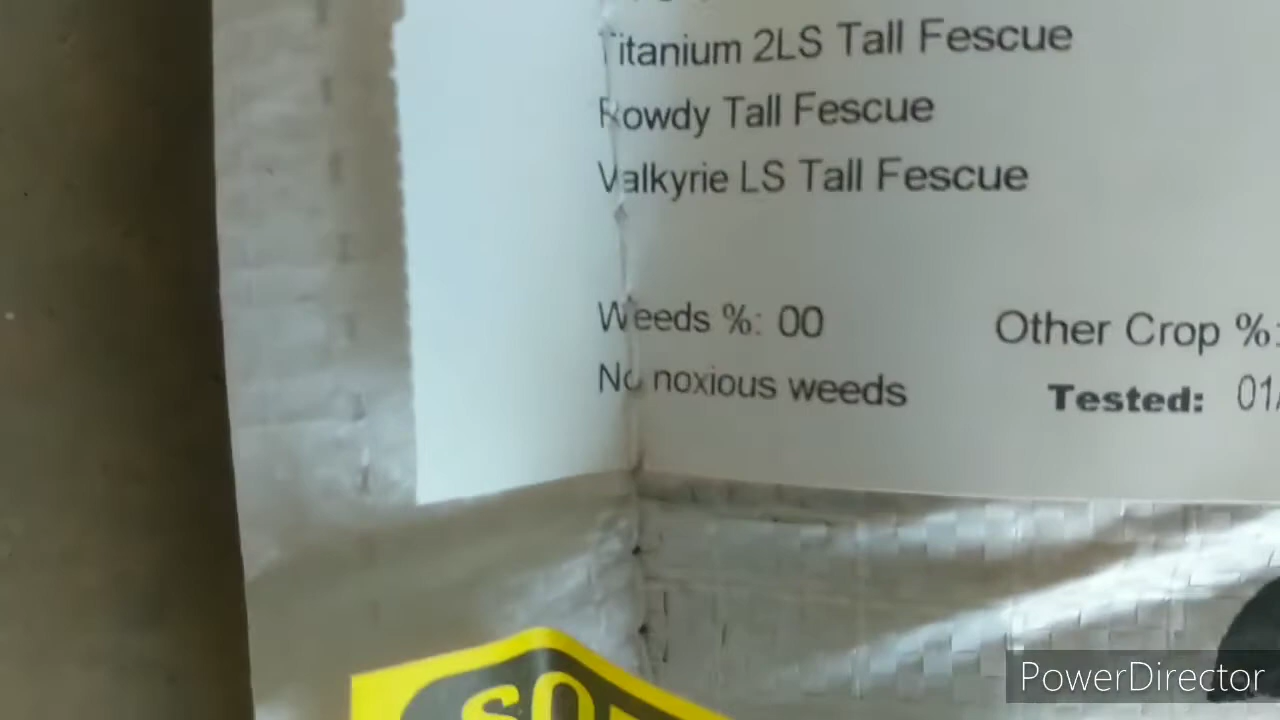 Titanium 2LS Tall Fescue
Rowdy Tall Fescue
Valkyrie LS Tall Fescue
Weeds %: 00
Other Crop %:
No noxious weeds
Tested: 01/
PowerDirector